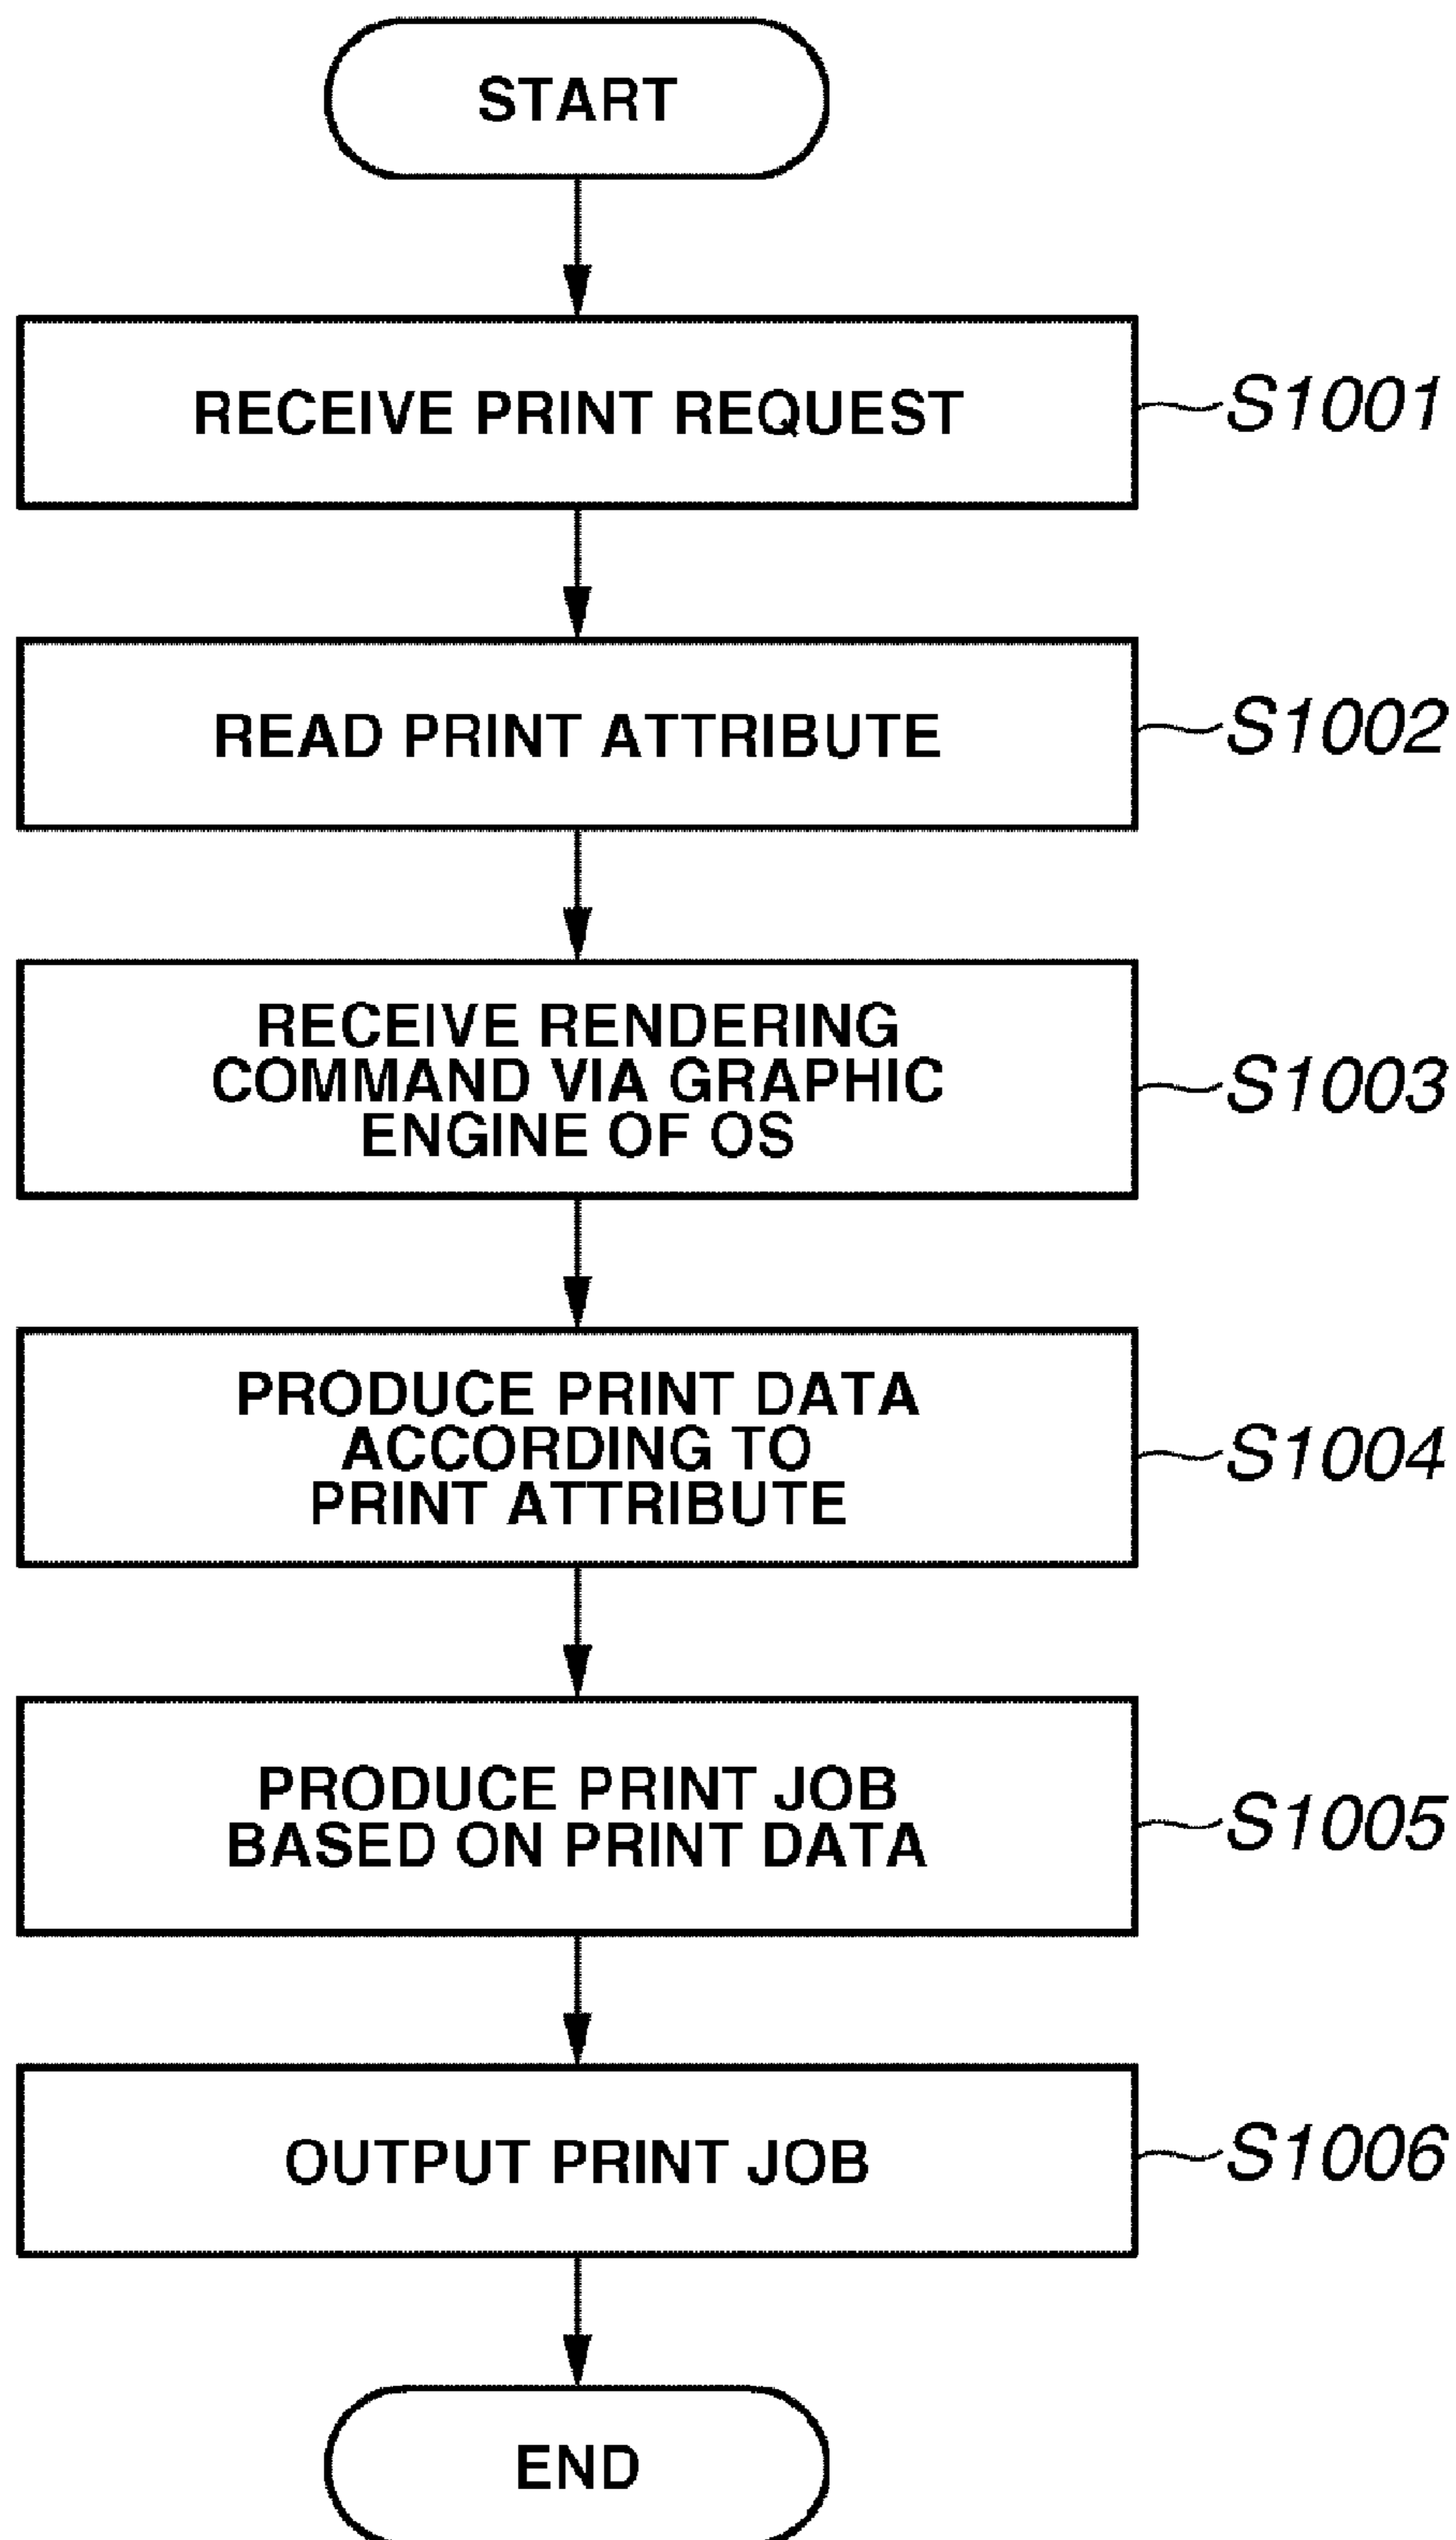 START
RECEIVE PRINT REQUEST
S1001
READ PRINT ATTRIBUTE
S1002
RECEIVE RENDERING
COMMAND VIA GRAPHIC
ENGINE OF OS
S1003
PRODUCE PRINT DATA
ACCORDING TO
PRINT ATTRIBUTE
S1004
PRODUCE PRINT JOB
BASED ON PRINT DATA
S1005
OUTPUT PRINT JOB
S1006
END